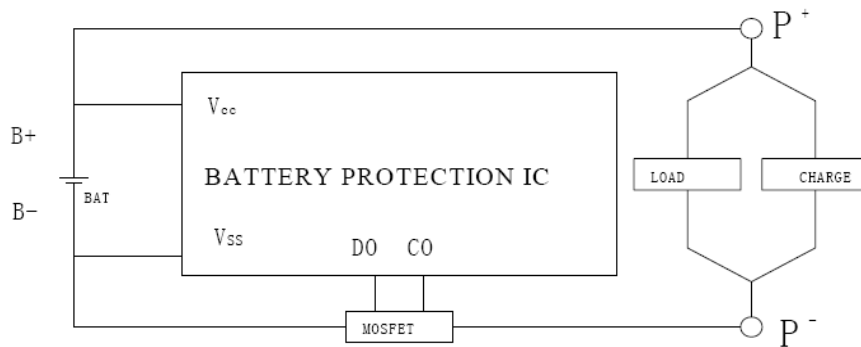 P+
Vcc
B+
BATTERY PROTECTION IC
LOAD
CHARGE
BAT
B-
VSS
DO CO
MOSFET
P-